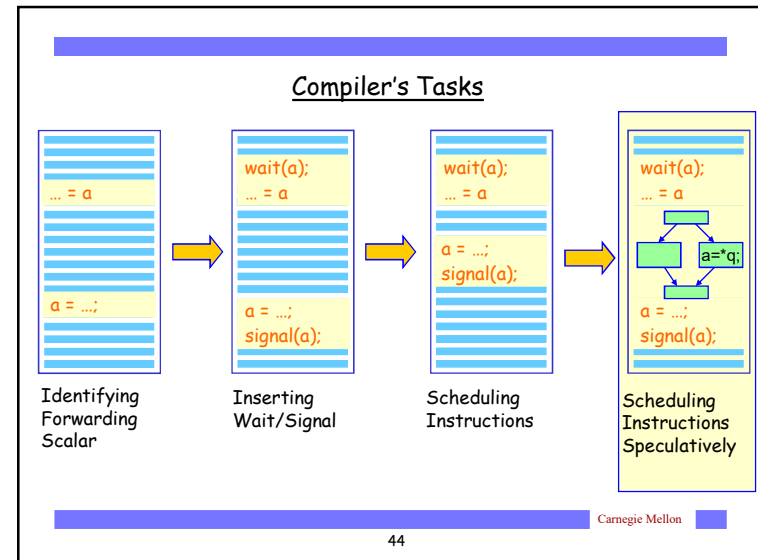 Compiler's Tasks
... = a
a = ...;
Identifying
Forwarding
Scalar
wait(a);
... = a
a = ...;
signal(a);
Inserting
Wait/Signal
wait(a);
... = a
a = ...;
signal(a);
Scheduling
Instructions
wait(a);
... = a
a=*q;
a = ...;
signal(a);
Scheduling
Instructions
Speculatively
Carnegie Mellon
44